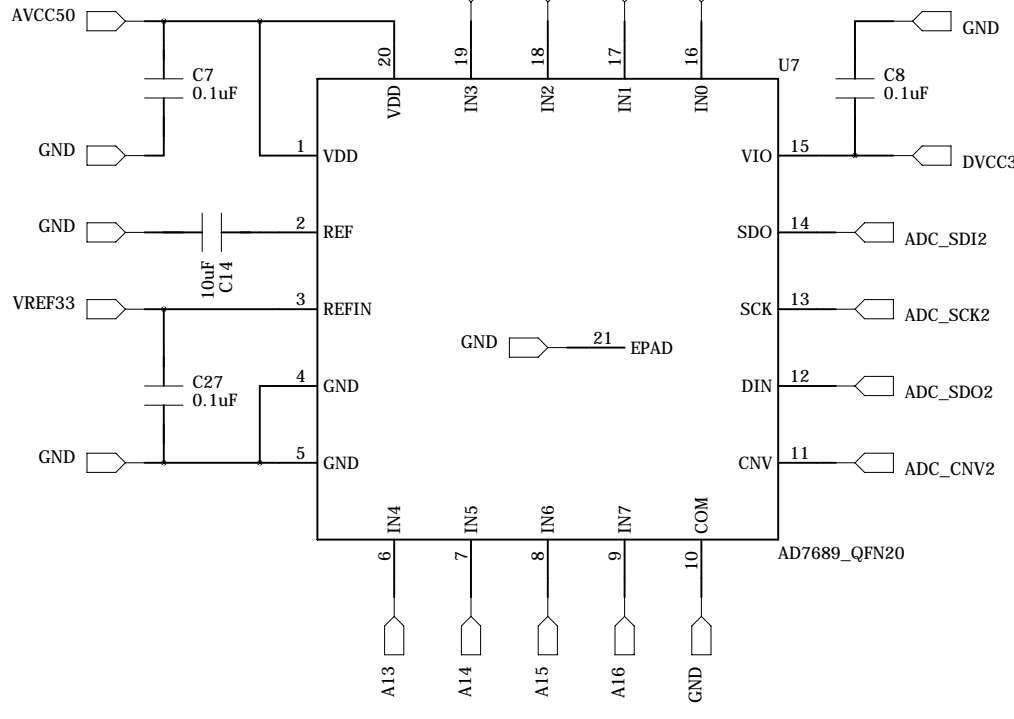 AVCC50
GND
20
19
18
17
16
U7
C7
0.1uF
C8
0.1uF
VDD
IN3
IN2
IN1
IN0
GND
1
VDD
VIO
15
DVCC3
GND
10uF
C14
2
REF
SDO
14
ADC_SDI2
VREF33
3
REFIN
SCK
13
ADC_SCK2
GND
21
EPAD
C27
0.1uF
4
GND
DIN
12
ADC_SDO2
GND
5
GND
CNV
11
ADC_CNV2
IN4
IN5
IN6
IN7
COM
6
7
8
9
10
AD7689_QFN20
A13
A14
A15
A16
GND